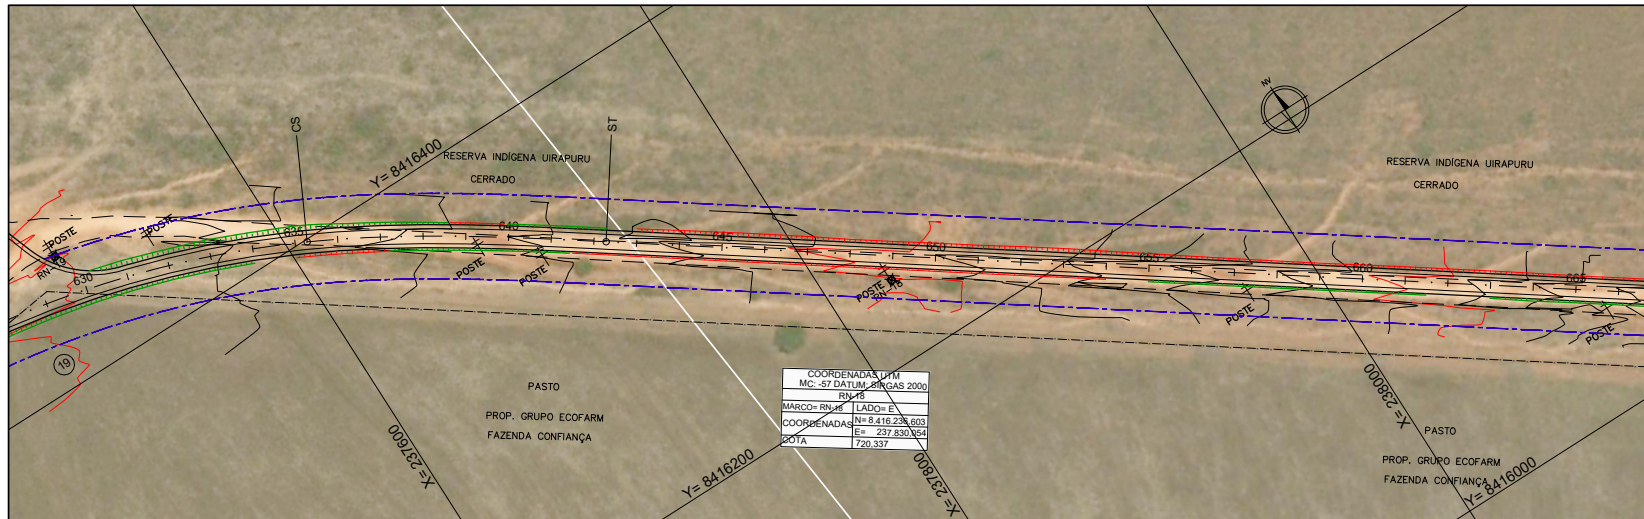 NV
CS
ST
Y= 8416400
RESERVA INDÍGENA UIRAPURU
CERRADO
RESERVA INDÍGENA UIRAPURU
CERRADO
POSTE
POSTE
RN-19
630
635
640
645
650
655
660
665
POSTE
POSTE
POSTE
RN-18
POSTE
POSTE
19
PASTO
PROP. GRUPO ECOFARM
FAZENDA CONFIANÇA
X= 237600
Y= 8416200
COORDENADAS UTM
MC: -57 DATUM: SIRGAS 2000
RN-18
MARCO= RN-18 LADO= E
COORDENADAS N= 8.416.236,603
E= 237.830,054
COTA 720,337
X= 237800
X= 238000
PASTO
PROP. GRUPO ECOFARM
FAZENDA CONFIANÇA
Y= 8416000